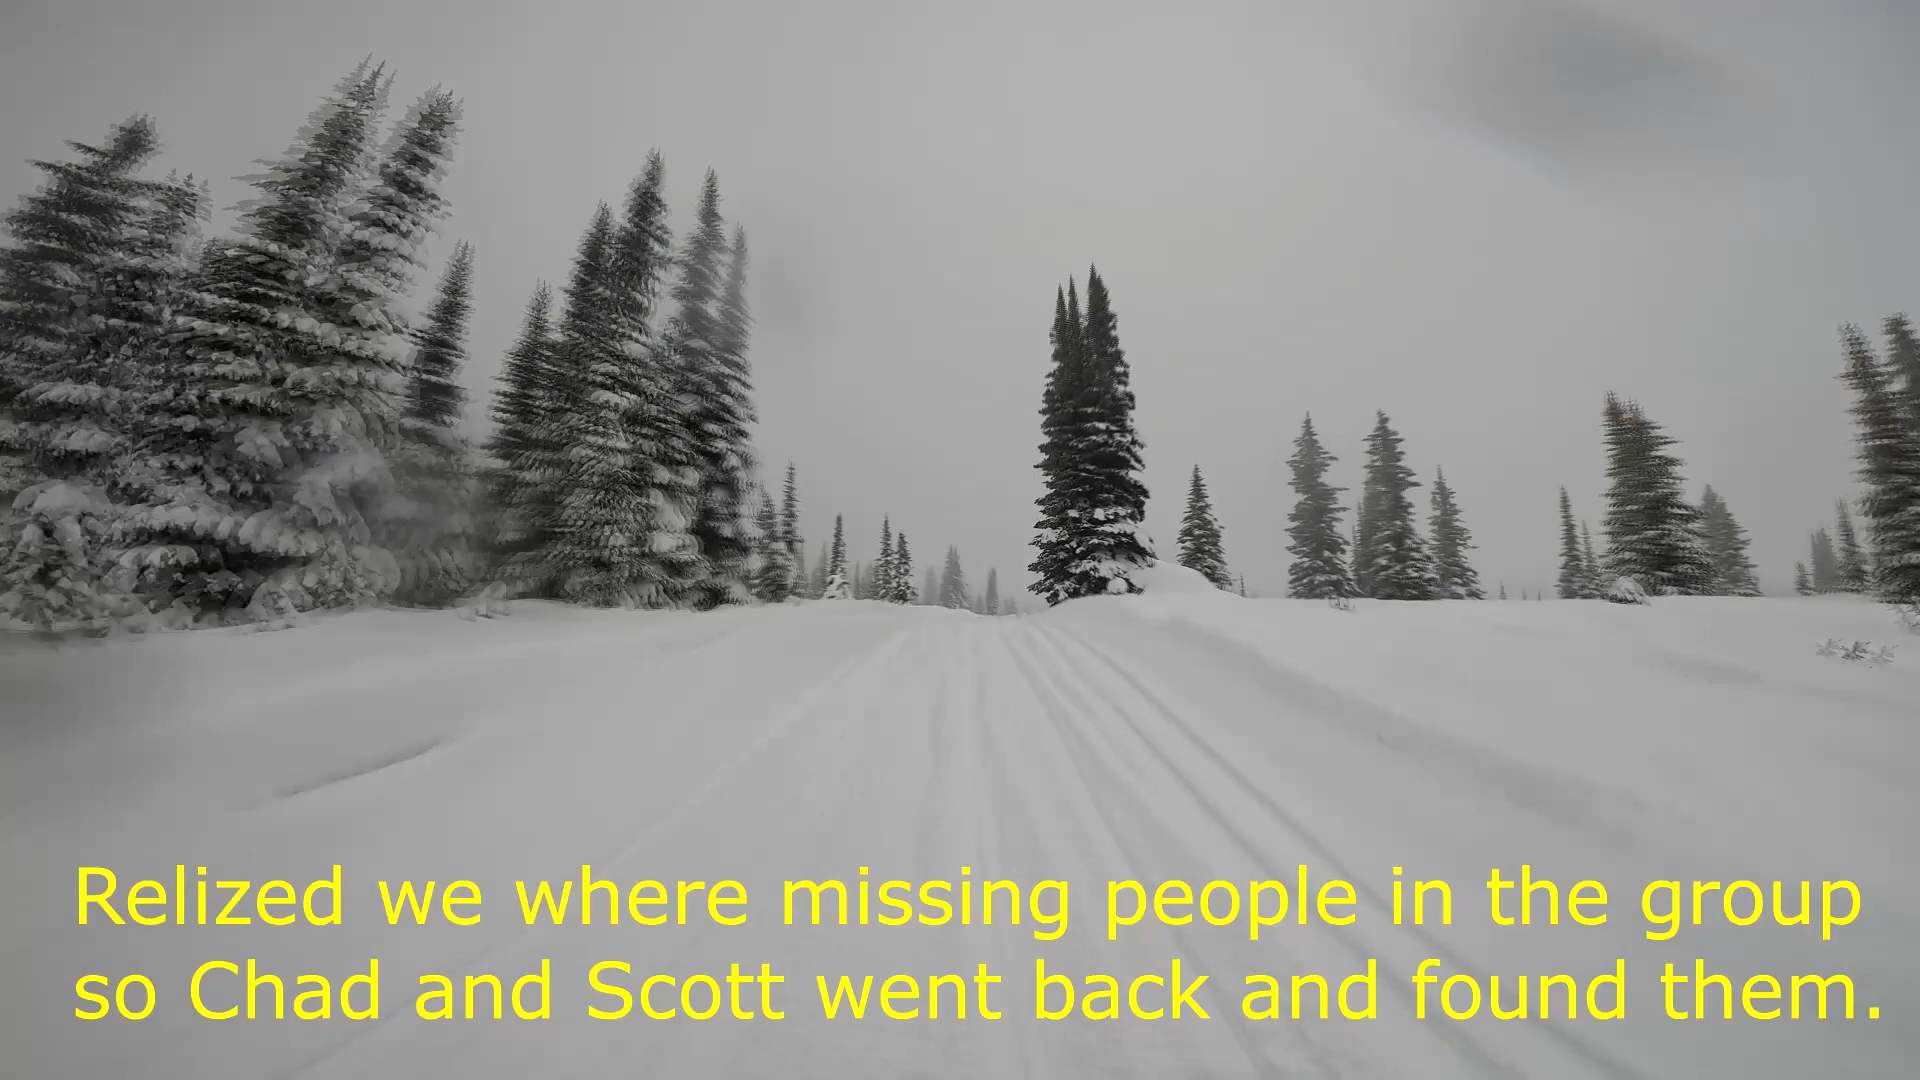 Relized we where missing people in the group
so Chad and Scott went back and found them.